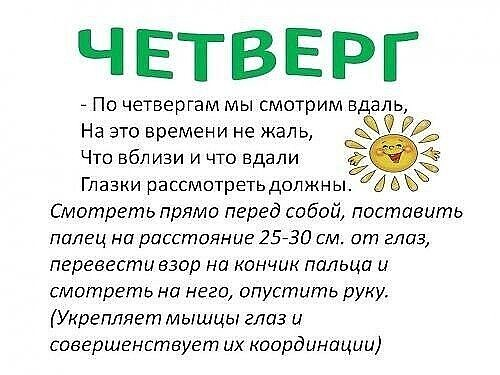 ЧЕТВЕРГ
- По четвергам мы смотрим вдаль,
На это времени не жаль,
Что вблизи и что вдали
Глазки рассмотреть должны.
Смотреть прямо перед собой, поставить
палец на расстояние 25-30 см. от глаз,
перевести взор на кончик пальца и
смотреть на него, опустить руку.
(Укрепляет мышцы глаз и
совершенствует их координации)